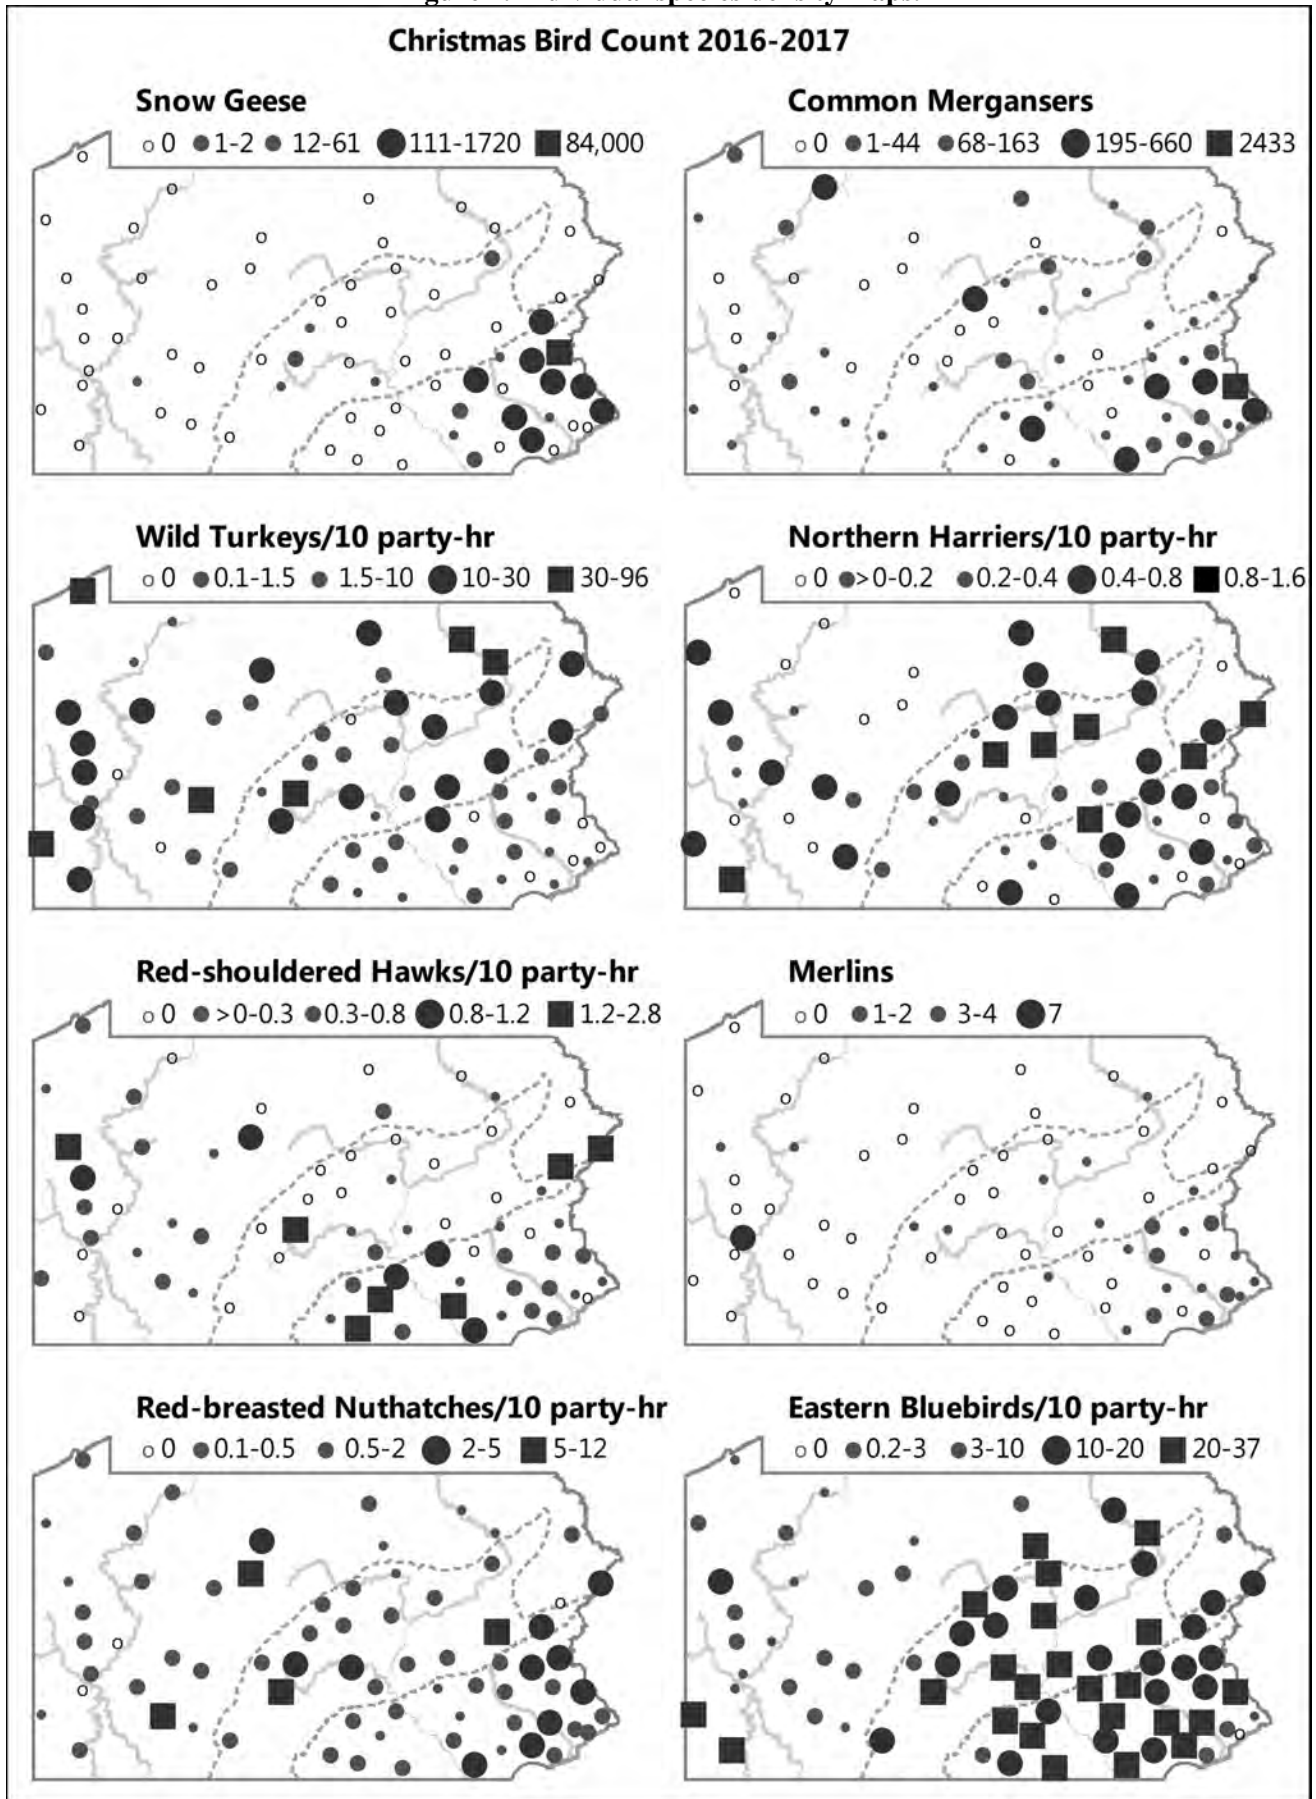 Christmas Bird Count 2016-2017
Snow Geese
0 1-2 12-61 111-1720 84,000
Common Mergansers
0 1-44 68-163 195-660 2433
Wild Turkeys/10 party-hr
0 0.1-1.5 1.5-10 10-30 30-96
Northern Harriers/10 party-hr
0 >0-0.2 0.2-0.4 0.4-0.8 0.8-1.6
Red-shouldered Hawks/10 party-hr
0 >0-0.3 0.3-0.8 0.8-1.2 1.2-2.8
Merlins
0 1-2 3-4 7
Red-breasted Nuthatches/10 party-hr
0 0.1-0.5 0.5-2 2-5 5-12
Eastern Bluebirds/10 party-hr
0 0.2-3 3-10 10-20 20-37